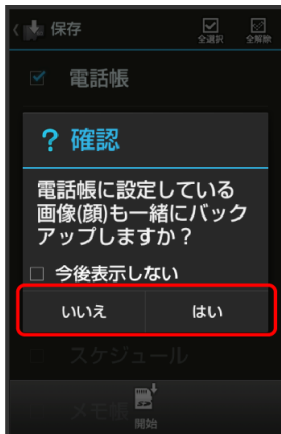 保存
全選択
全解除
電話帳
? 確認
電話帳に設定している
画像(顔)も一緒にバック
アップしますか？
今後表示しない
いいえ
はい
スケジュール
メモ帳
開始